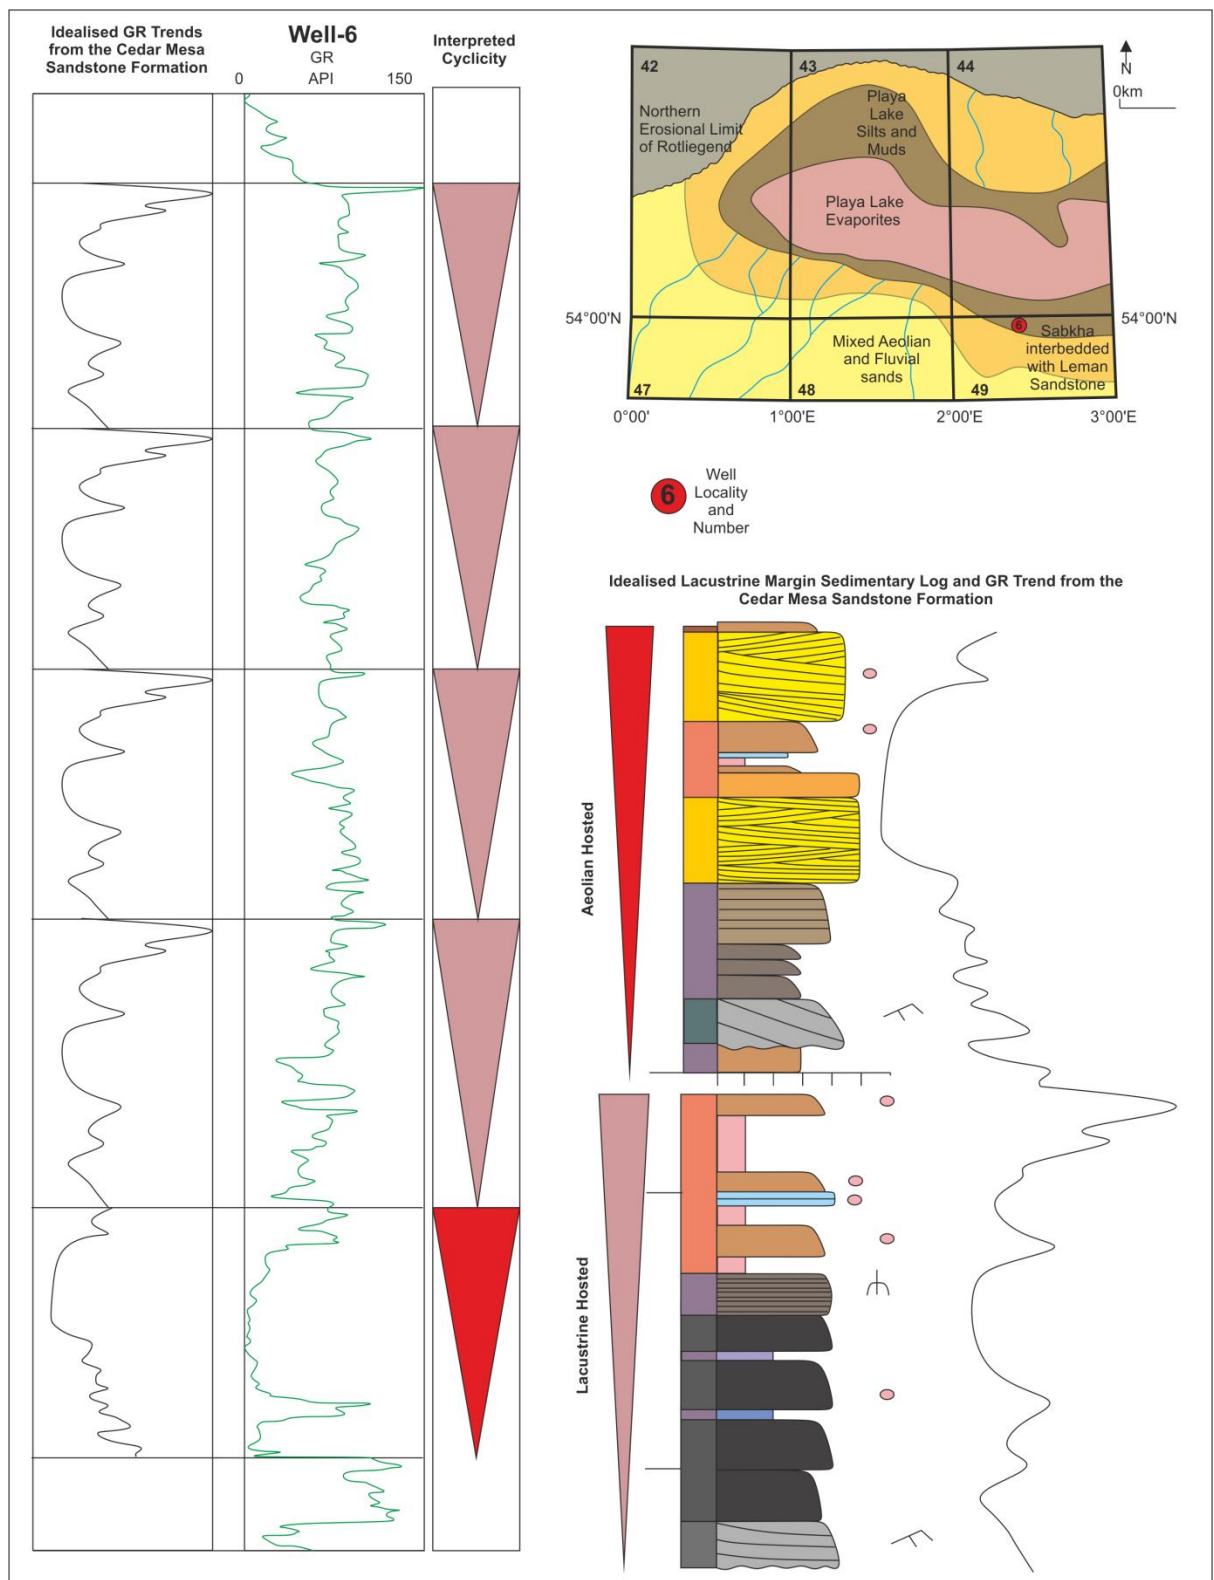 Idealised GR Trends
from the Cedar Mesa
Sandstone Formation
Well-6
GR
API
0
150
Interpreted
Cyclicity
42
43
44
Northern
Erosional Limit
of Rotliegend
Playa
Lake
Silts and
Muds
Playa Lake
Evaporites
N
0km
54°00'N
54°00'N
6
Mixed Aeolian
and Fluvial
sands
Sabkha
interbedded
with Leman
Sandstone
47
48
49
0°00'
1°00'E
2°00'E
3°00'E
6
Well
Locality
and
Number
Idealised Lacustrine Margin Sedimentary Log and GR Trend from the
Cedar Mesa Sandstone Formation
Aeolian Hosted
Lacustrine Hosted